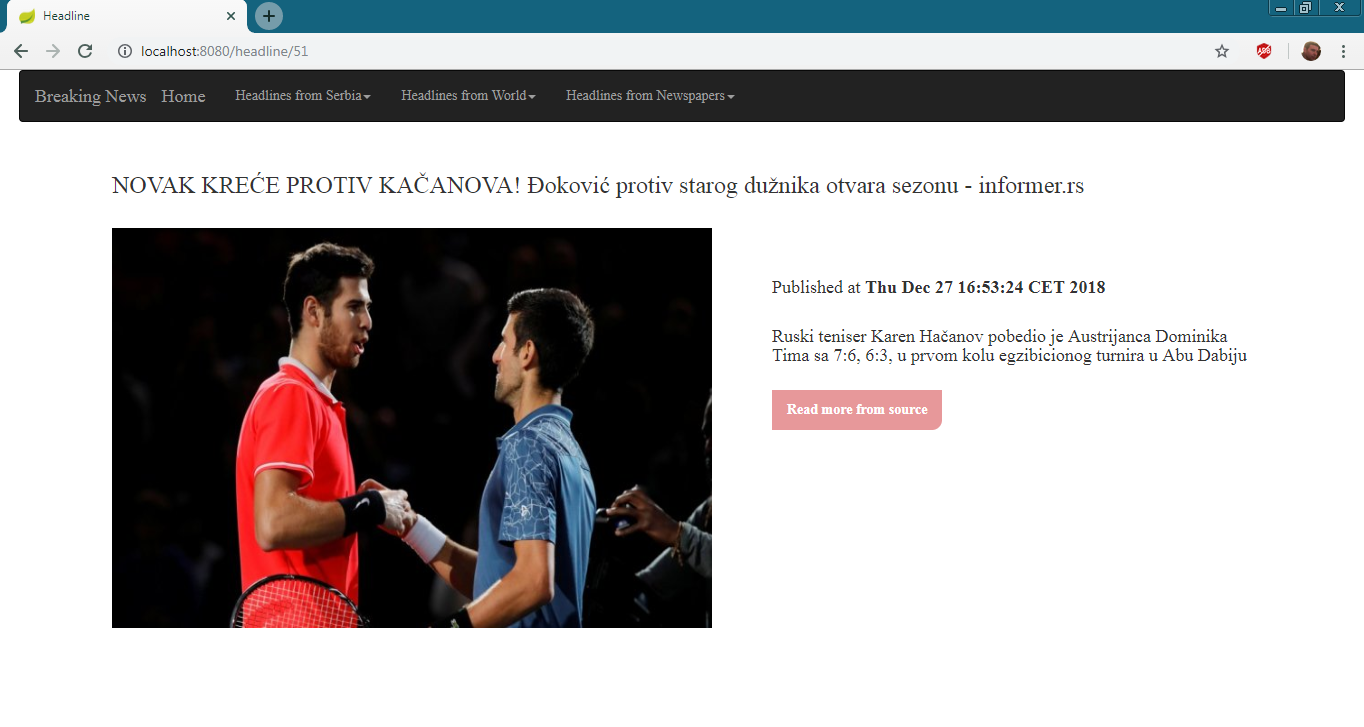 Headline
localhost:8080/headline/51
Breaking News Home Headlines from Serbia Headlines from World Headlines from Newspapers
NOVAK KREĆE PROTIV KAČANOVA! Đoković protiv starog dužnika otvara sezonu - informer.rs
Published at Thu Dec 27 16:53:24 CET 2018
Ruski teniser Karen Hačanov pobedio je Austrijanca Dominika
Tima sa 7:6, 6:3, u prvom kolu egzibicionog turnira u Abu Dabiju
Read more from source